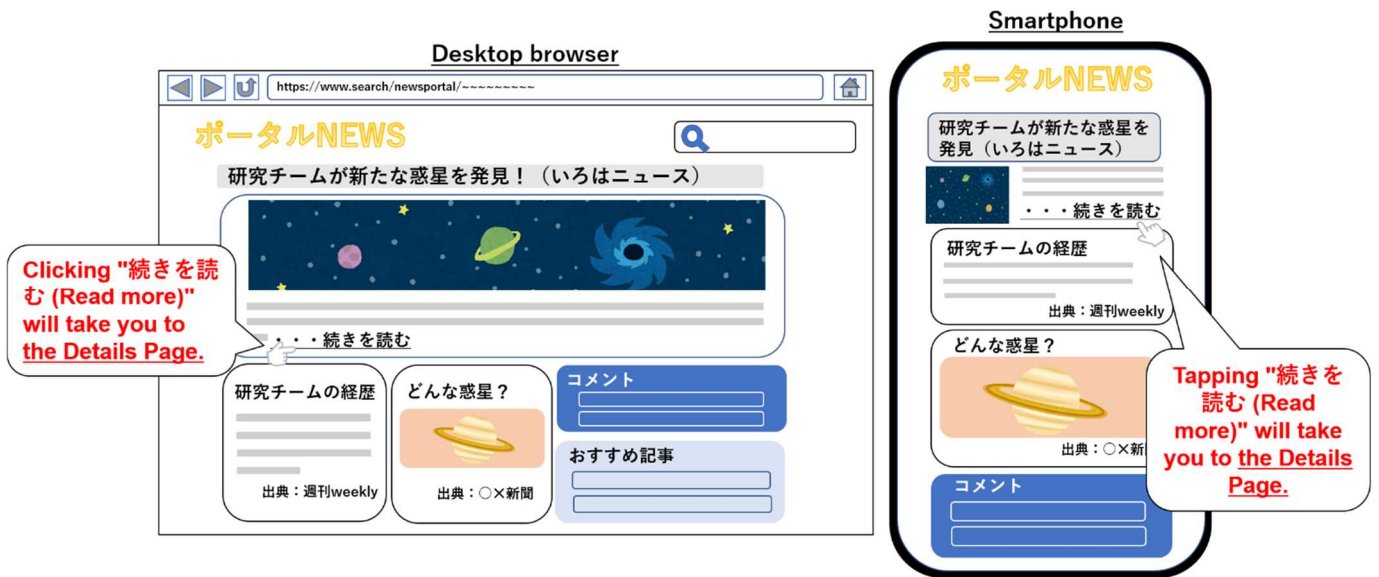 Desktop browser
https://www.search/newsportal/~~~~~~~~~
ポータルNEWS
研究チームが新たな惑星を発見！（いろはニュース）
・・・続きを読む
Clicking "続きを読
む (Read more)"
will take you to
the Details Page.
研究チームの経歴
出典：週刊weekly
どんな惑星？
出典：○×新聞
コメント
おすすめ記事
Smartphone
ポータルNEWS
研究チームが新たな惑星を
発見（いろはニュース）
・・・続きを読む
研究チームの経歴
出典：週刊weekly
どんな惑星？
出典：○×新
コメント
Tapping "続きを
読む (Read
more)" will take
you to the Details
Page.